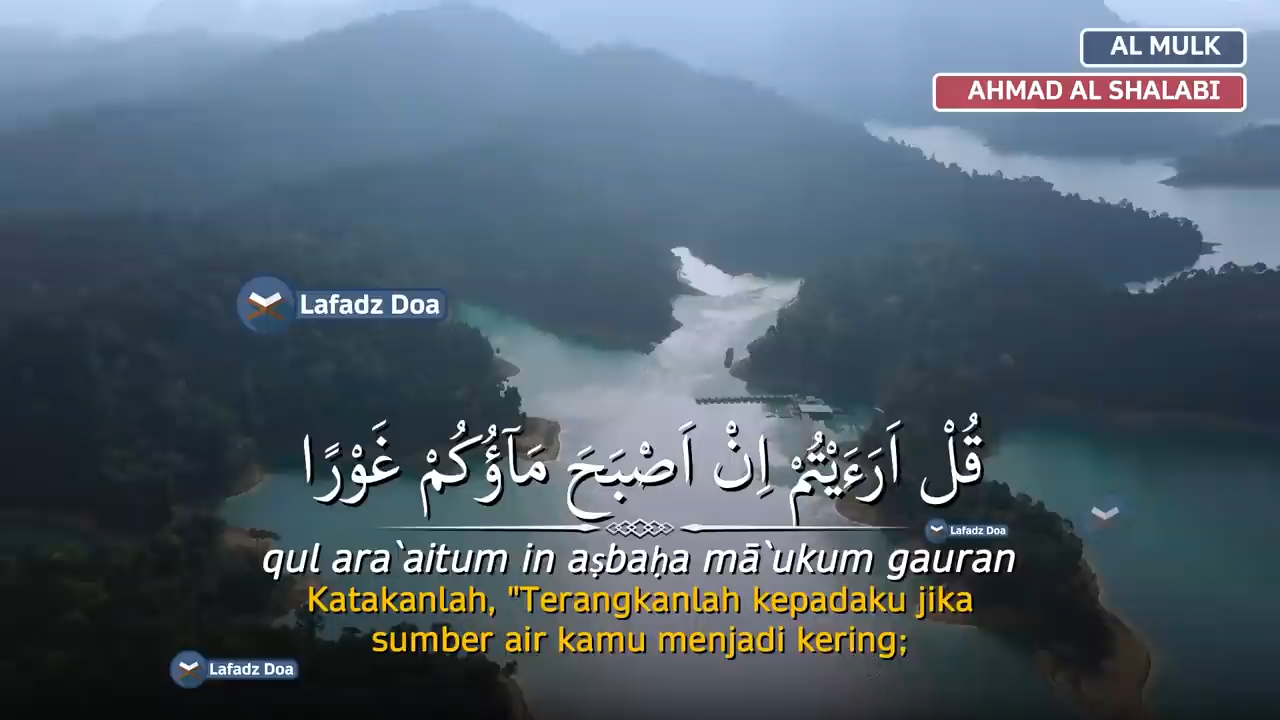 AL MULK
AHMAD AL SHALABI
Lafadz Doa
قُلْ اَرَءَيْتُمْ اِنْ اَصْبَحَ مَآؤُكُمْ غَوْرًا
Lafadz Doa
qul ara`aitum in aṣbaḥa mā`ukum gauran
Katakanlah, "Terangkanlah kepadaku jika
sumber air kamu menjadi kering;
Lafadz Doa